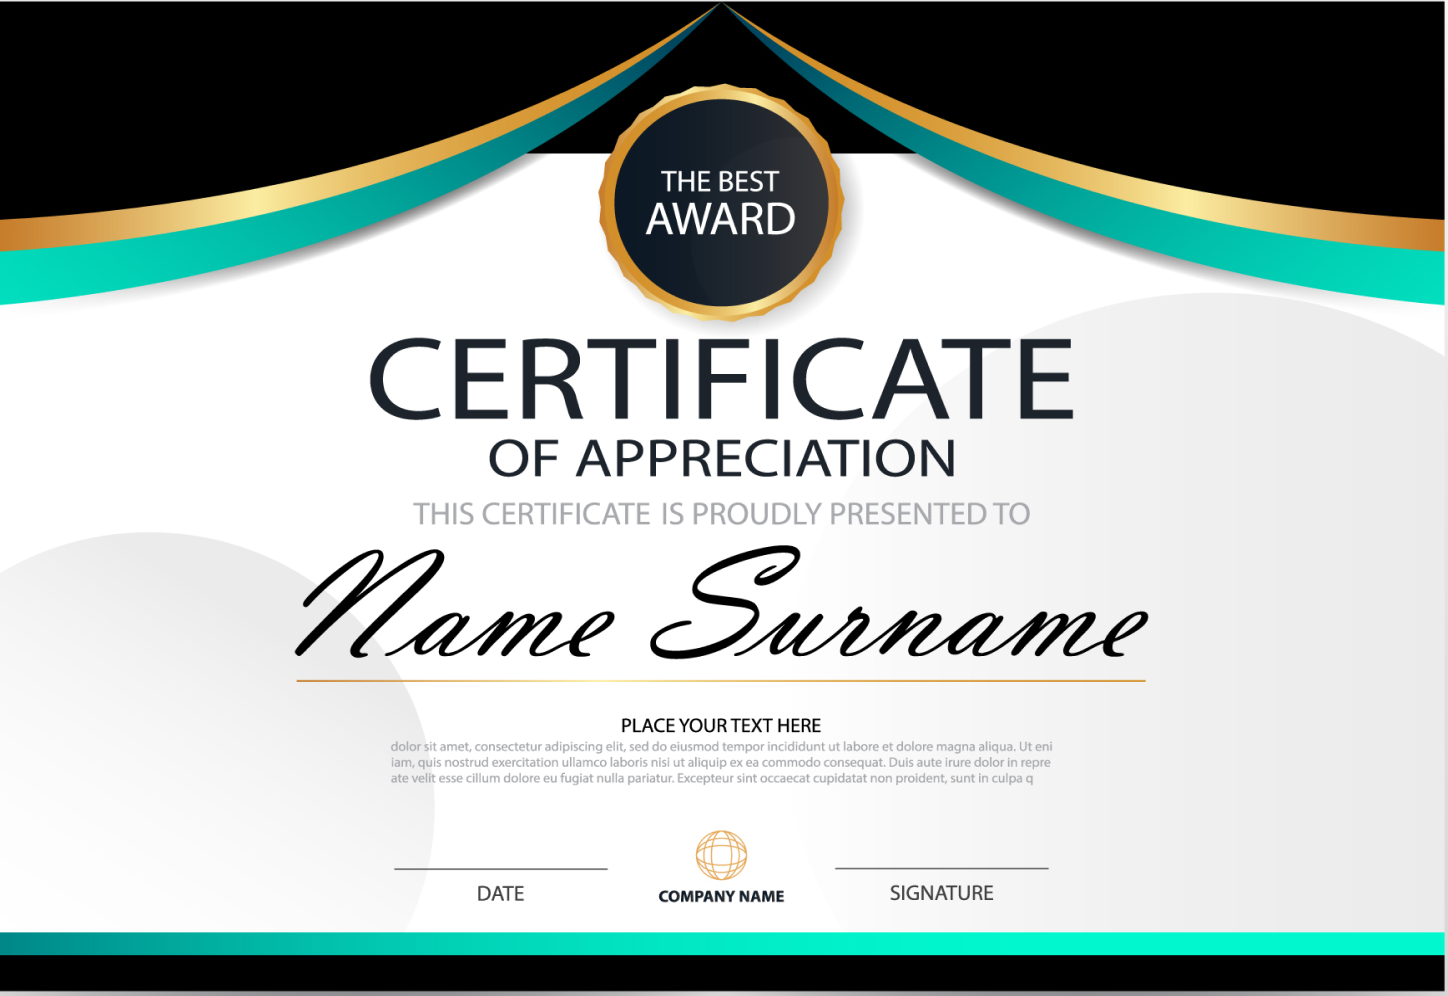 THE BEST
AWARD
CERTIFICATE
OF APPRECIATION
THIS CERTIFICATE IS PROUDLY PRESENTED TO
Name Surname
PLACE YOUR TEXT HERE
dolor sit amet, consectetur adipiscing elit, sed do eiusmod tempor incididunt ut labore et dolore magna aliqua. Ut eni
iam, quis nostrud exercitation ullamco laboris nisi ut aliquip ex ea commodo consequat. Duis aute irure dolor in repre
ate velit esse cillum dolore eu fugiat nulla pariatur. Excepteur sint occaecat cupidatat non proident, sunt in culpa q
DATE
COMPANY NAME
SIGNATURE